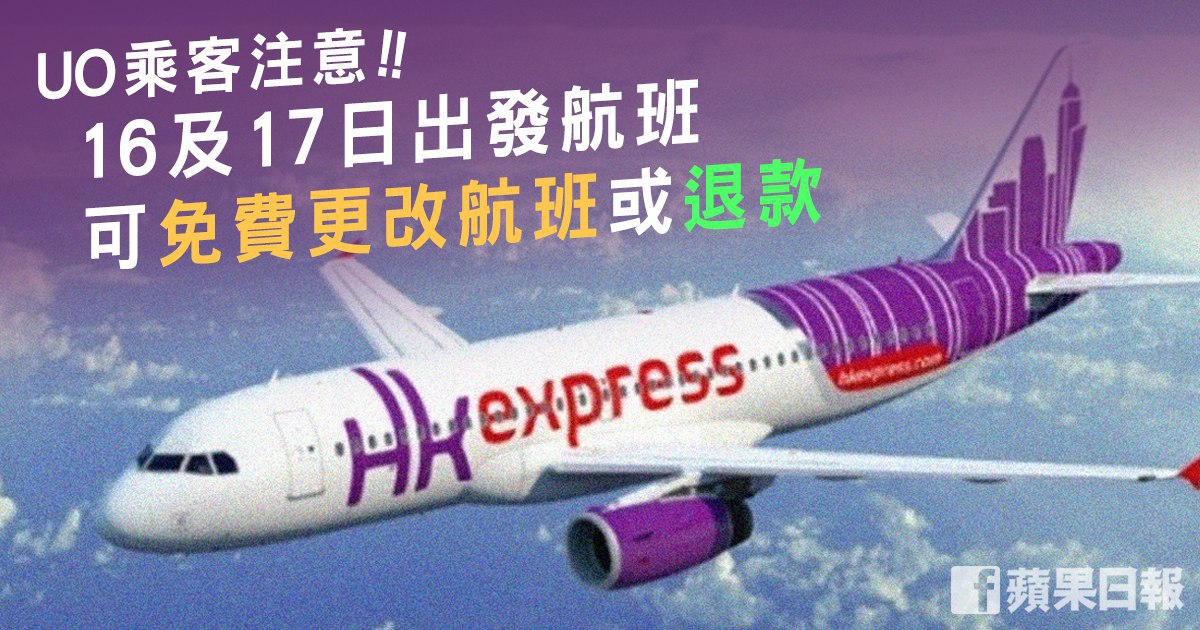 UO乘客注意!!
16及17日出發航班
可免費更改航班或退款
HK express
hkexpress.com
f 蘋果日報